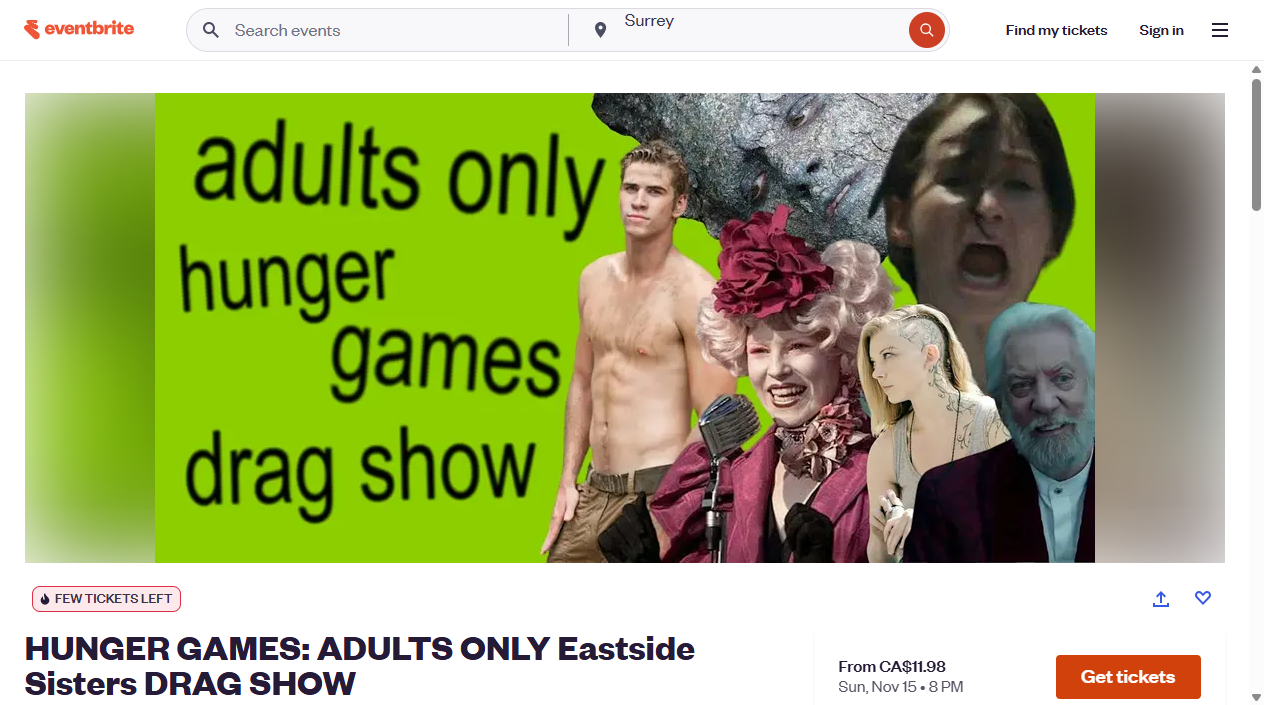 eventbrite
Search events
Surrey
Find my tickets
Sign in
adults only
hunger
games
drag show
FEW TICKETS LEFT
HUNGER GAMES: ADULTS ONLY Eastside
Sisters DRAG SHOW
From CA$11.98
Sun, Nov 15 • 8 PM
Get tickets